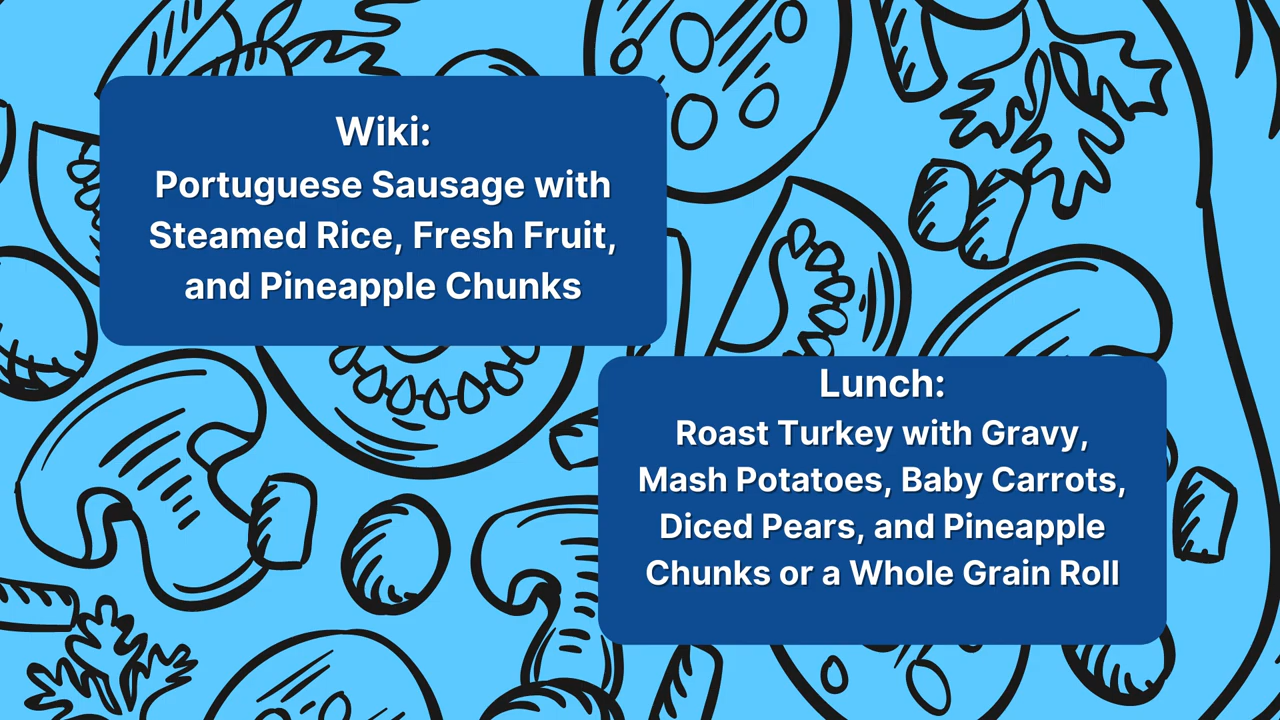 Wiki:
Portuguese Sausage with
Steamed Rice, Fresh Fruit,
and Pineapple Chunks
Lunch:
Roast Turkey with Gravy,
Mash Potatoes, Baby Carrots,
Diced Pears, and Pineapple
Chunks or a Whole Grain Roll